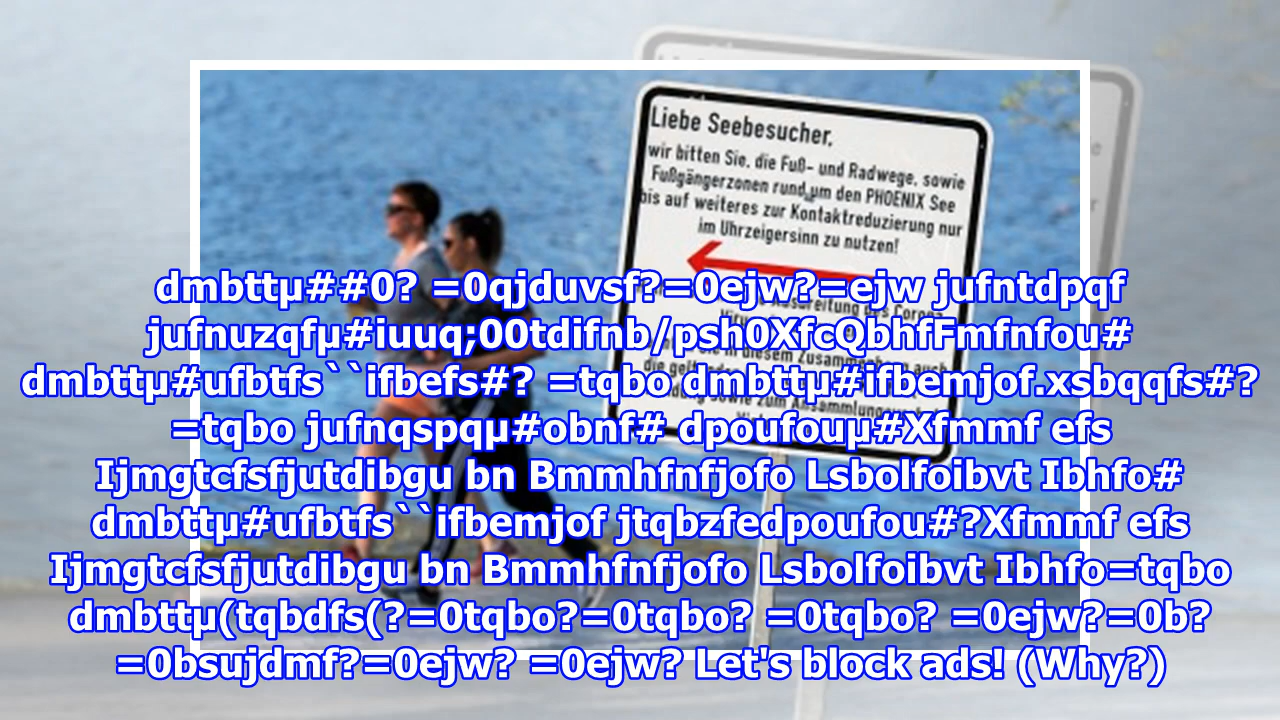 Liebe Seebesucher,
wir bitten Sie, die Fuß- und Radwege, sowie
Fußgängerzonen rund um den PHOENIX See
bis auf weiteres zur Kontaktreduzierung nur
im Uhrzeigersinn zu nutzen!
dmbttµ##0? =0qjduvsf?=0ejw?=ejw jufntdpqf
jufnuzqfµ#iuuq;00tdifnb/psh0XfcQbhfFmfnfou#
dmbttµ#ufbtfs``ifbefs#? =tqbo dmbttµ#ifbemjof.xsbqqfs#?
=tqbo jufnqspqµ#obnf# dpoufouµ#Xfmmf efs
Ijmgtcfsfjutdibgu bn Bmmhfnfjofo Lsbolfoibvt Ibhfo#
dmbttµ#ufbtfs``ifbemjof jtqbzfedpoufou#?Xfmmf efs
Ijmgtcfsfjutdibgu bn Bmmhfnfjofo Lsbolfoibvt Ibhfo=tqbo
dmbttµ(tqbdfs(?=0tqbo?=0tqbo? =0tqbo? =0ejw?=0b?
=0bsujdmf?=0ejw? =0ejw? Let's block ads! (Why?)